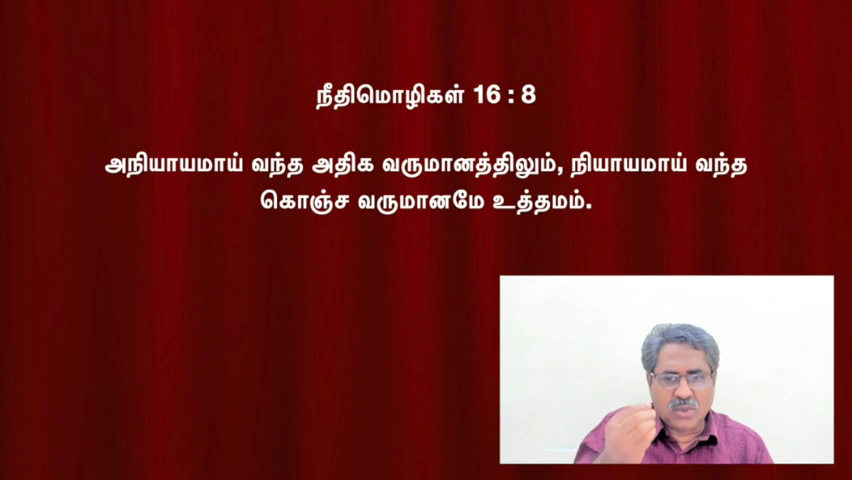 நீதிமொழிகள் 16 : 8
அநியாயமாய் வந்த அதிக வருமானத்திலும், நியாயமாய் வந்த
கொஞ்ச வருமானமே உத்தமம்.